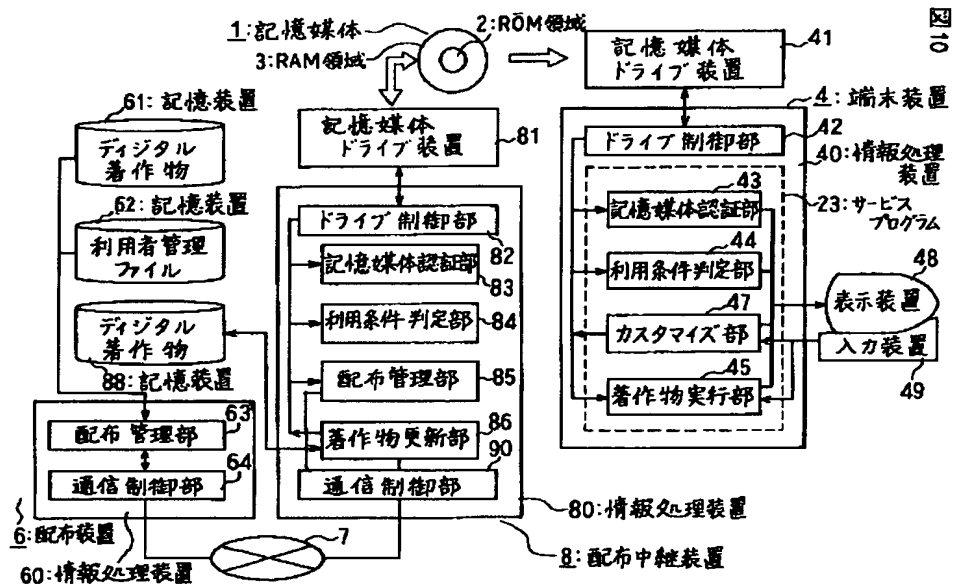 図10
1:記憶媒体
2:ROM領域
3:RAM領域
記憶媒体
ドライブ装置
41
61:記憶装置
ディジタル
著作物
62:記憶装置
利用者管理
ファイル
ディジタル
著作物
88:記憶装置
配布管理部
63
通信制御部
64
6:配布装置
60:情報処理装置
7
記憶媒体
ドライブ装置
81
ドライブ制御部
82
記憶媒体認証部
83
利用条件判定部
84
配布管理部
85
著作物更新部
86
通信制御部
90
80:情報処理装置
8:配布中継装置
4:端末装置
ドライブ制御部
42
40:情報処理
装置
43
記憶媒体認証部
23:サービス
プログラム
44
利用条件判定部
47
カスタマイズ部
45
著作物実行部
48
表示装置
入力装置
49